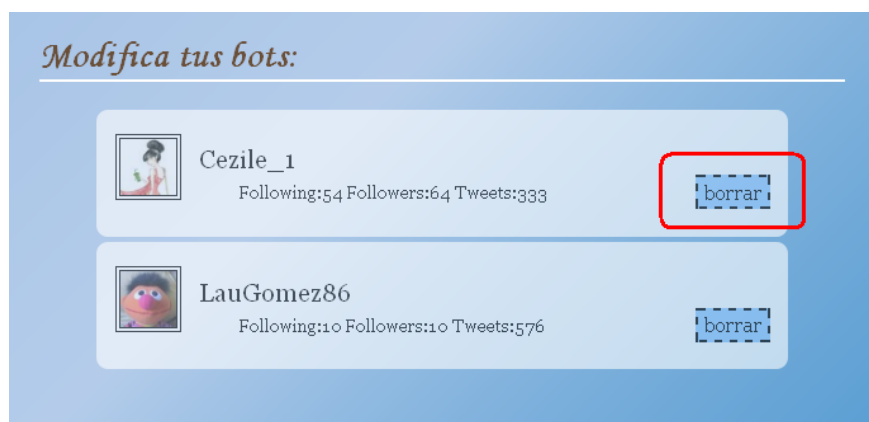 Modifica tus bots:
Cezile_1
Following:54 Followers:64 Tweets:333
borrar
LauGomez86
Following:10 Followers:10 Tweets:576
borrar